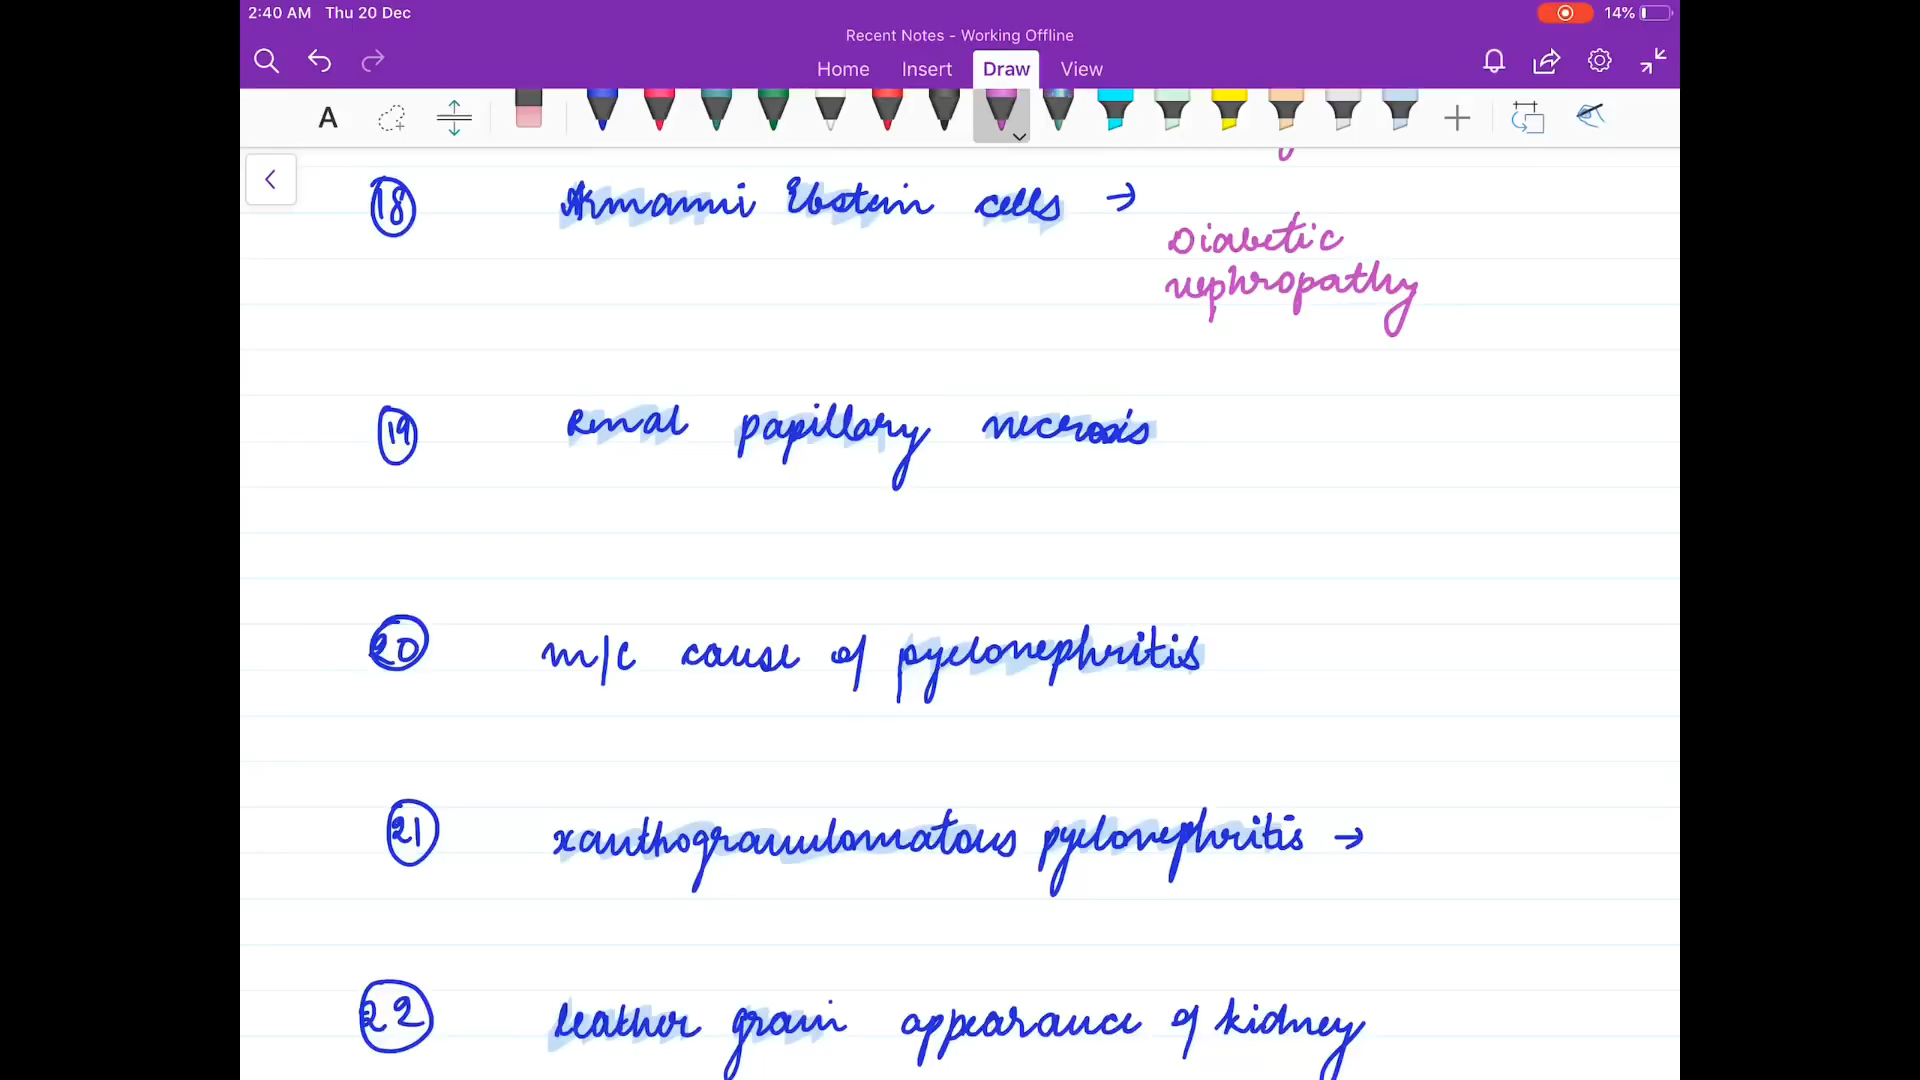 2:40 AM Thu 20 Dec
14%
Recent Notes - Working Offline
Home Insert Draw View
A
18 Armanni Ebstein cells →
Diabetic
nephropathy
19 Renal papillary necrosis
20 m/c cause of pyelonephritis
21 xanthogranulomatous pyelonephritis →
22 leather grain appearance of kidney